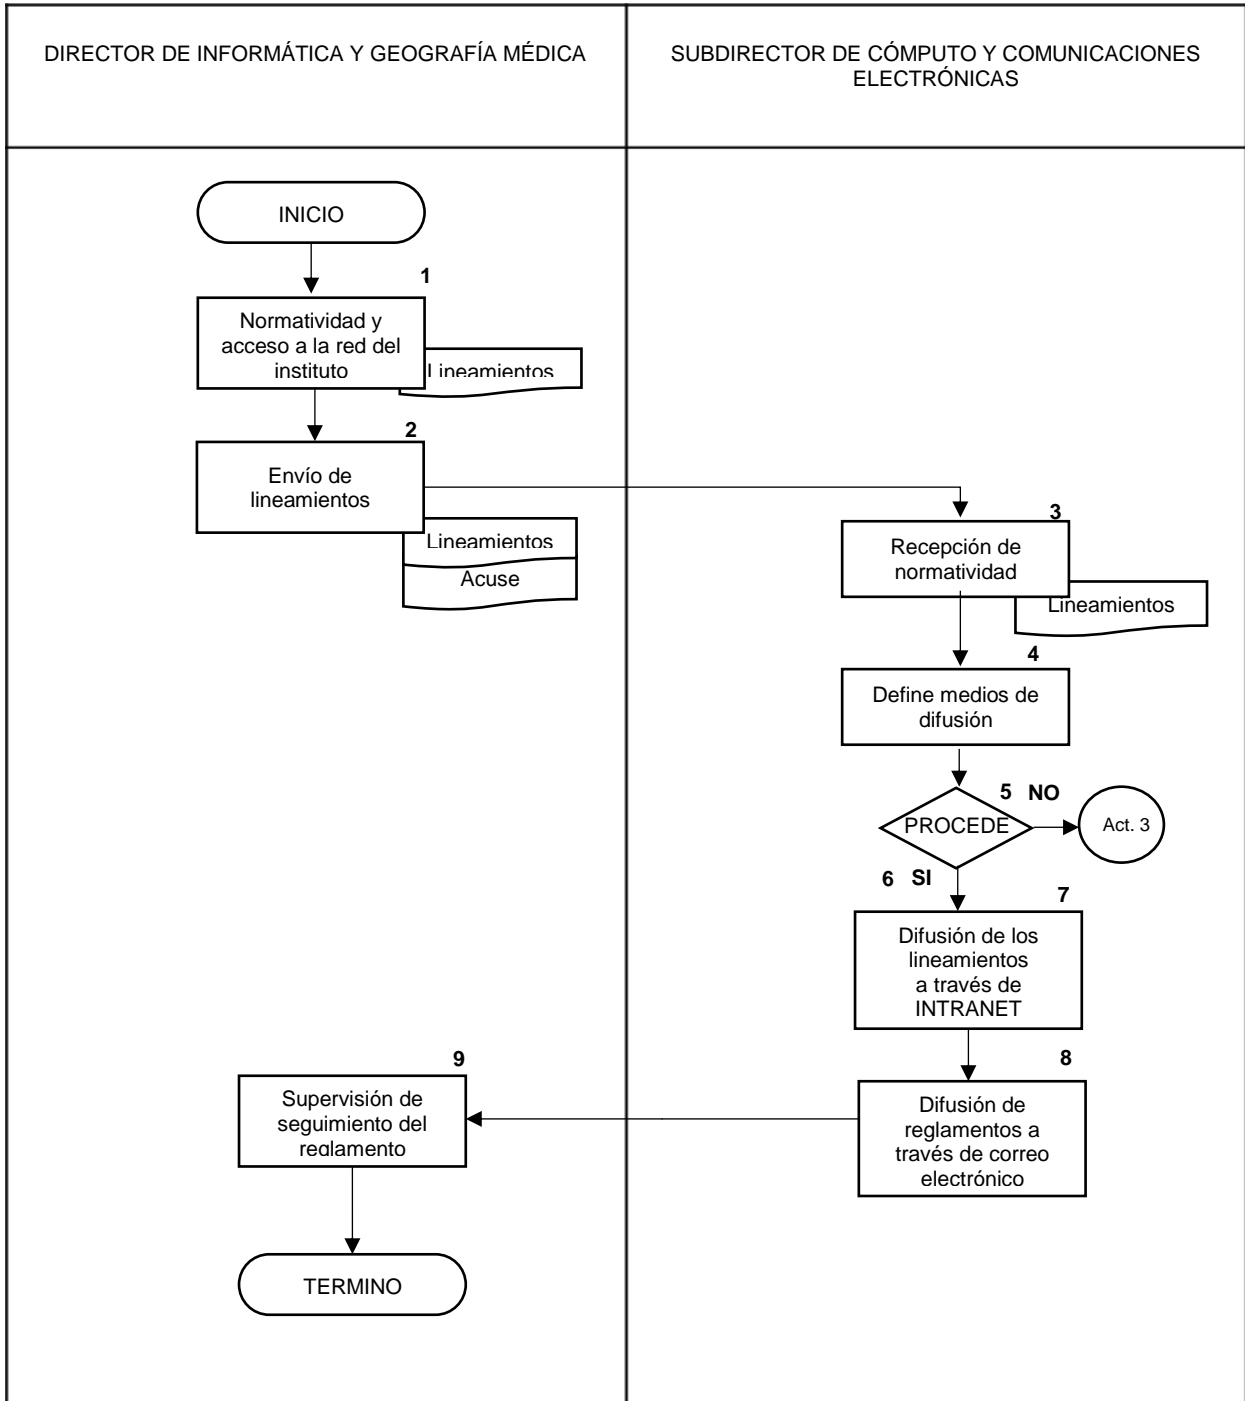 DIRECTOR DE INFORMÁTICA Y GEOGRAFÍA MÉDICA
SUBDIRECTOR DE CÓMPUTO Y COMUNICACIONES
ELECTRÓNICAS
INICIO
1
Normatividad y
acceso a la red del
instituto
Lineamientos
2
Envío de
lineamientos
Lineamientos
Acuse
3
Recepción de
normatividad
Lineamientos
4
Define medios de
difusión
5 NO
PROCEDE
Act. 3
6 SI
7
Difusión de los
lineamientos
a través de
INTRANET
8
Difusión de
reglamentos a
través de correo
electrónico
9
Supervisión de
seguimiento del
reglamento
TERMINO